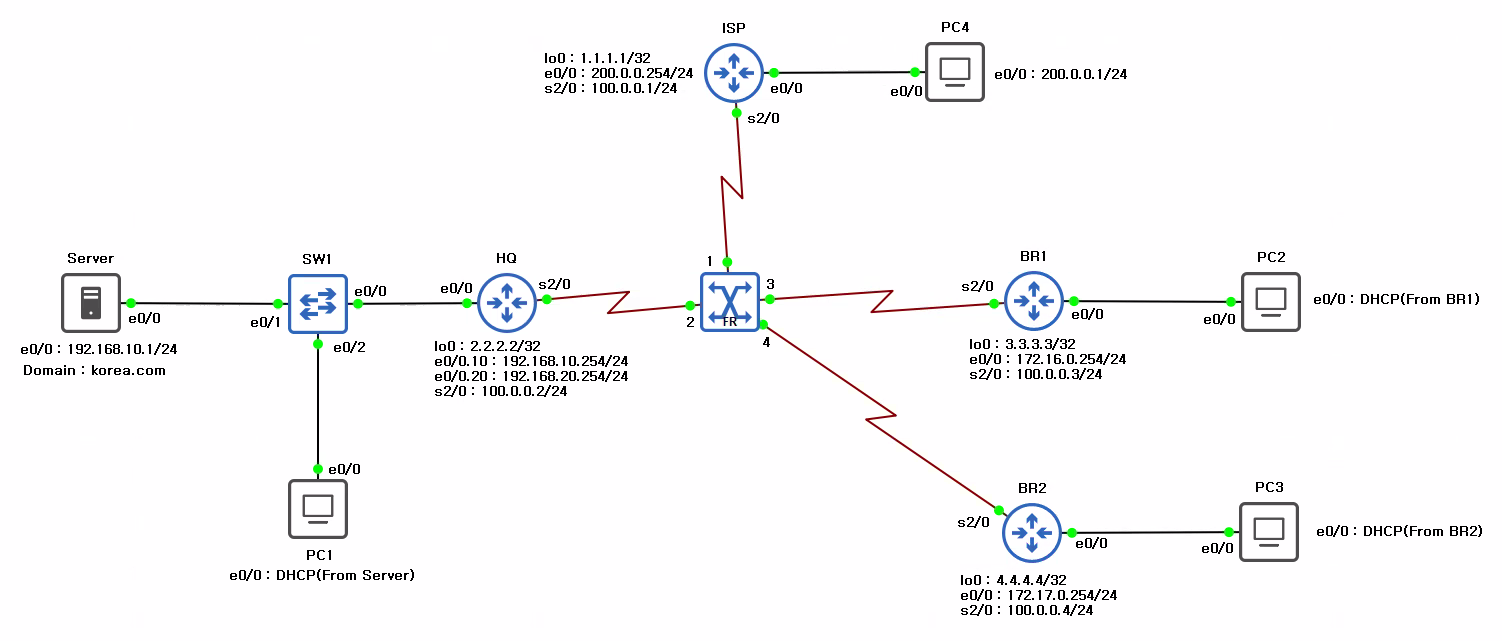 ISP
PC4
lo0 : 1.1.1.1/32
e0/0 : 200.0.0.254/24
s2/0 : 100.0.0.1/24
e0/0
e0/0
e0/0 : 200.0.0.1/24
s2/0
Server
SW1
HQ
1
BR1
PC2
e0/0
e0/0
s2/0
3
s2/0
e0/0 : DHCP(From BR1)
e0/0
e0/1
2
FR
e0/0
e0/0
4
e0/0 : 192.168.10.1/24
Domain : korea.com
e0/2
lo0 : 2.2.2.2/32
e0/0.10 : 192.168.10.254/24
e0/0.20 : 192.168.20.254/24
s2/0 : 100.0.0.2/24
lo0 : 3.3.3.3/32
e0/0 : 172.16.0.254/24
s2/0 : 100.0.0.3/24
e0/0
PC1
e0/0 : DHCP(From Server)
BR2
PC3
s2/0
e0/0
e0/0
e0/0 : DHCP(From BR2)
lo0 : 4.4.4.4/32
e0/0 : 172.17.0.254/24
s2/0 : 100.0.0.4/24